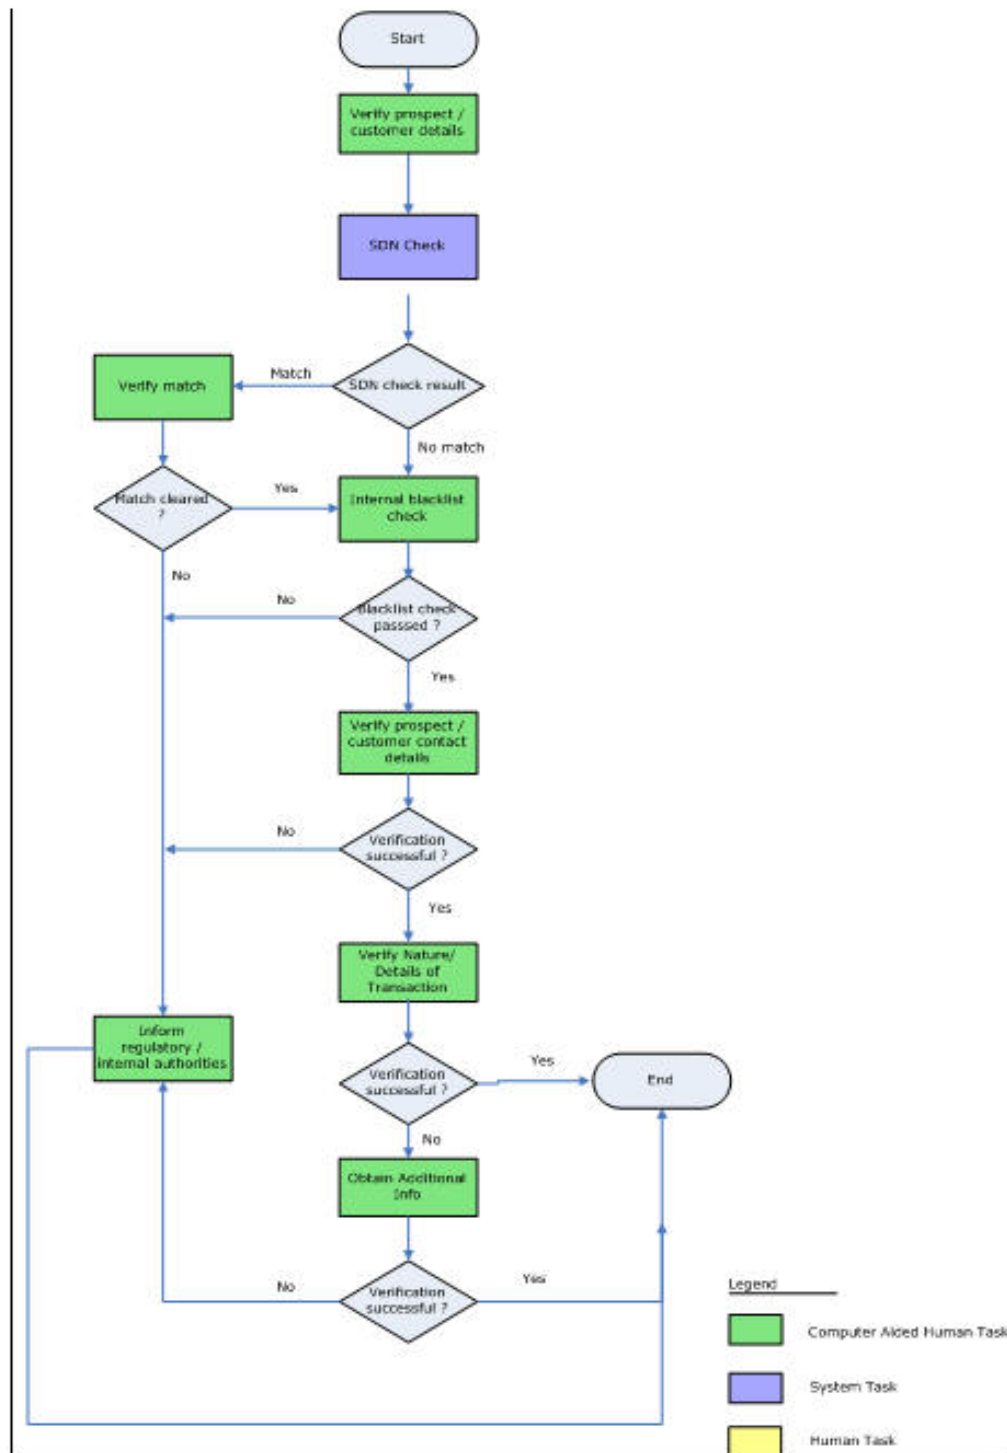 Start
Verify prospect /
customer details
SDN Check
SDN check result
Match
Verify match
No match
Match cleared
?
Yes
Internal blacklist
check
No
No
Blacklist check
passsed ?
Yes
Verify prospect /
customer contact
details
No
Verification
successful ?
Yes
Verify Nature/
Details of
Transaction
Inform
regulatory /
internal authorities
Verification
successful ?
Yes
End
No
Obtain Additional
Info
No
Verification
successful ?
Yes
Legend
Computer Aided Human Task
System Task
Human Task